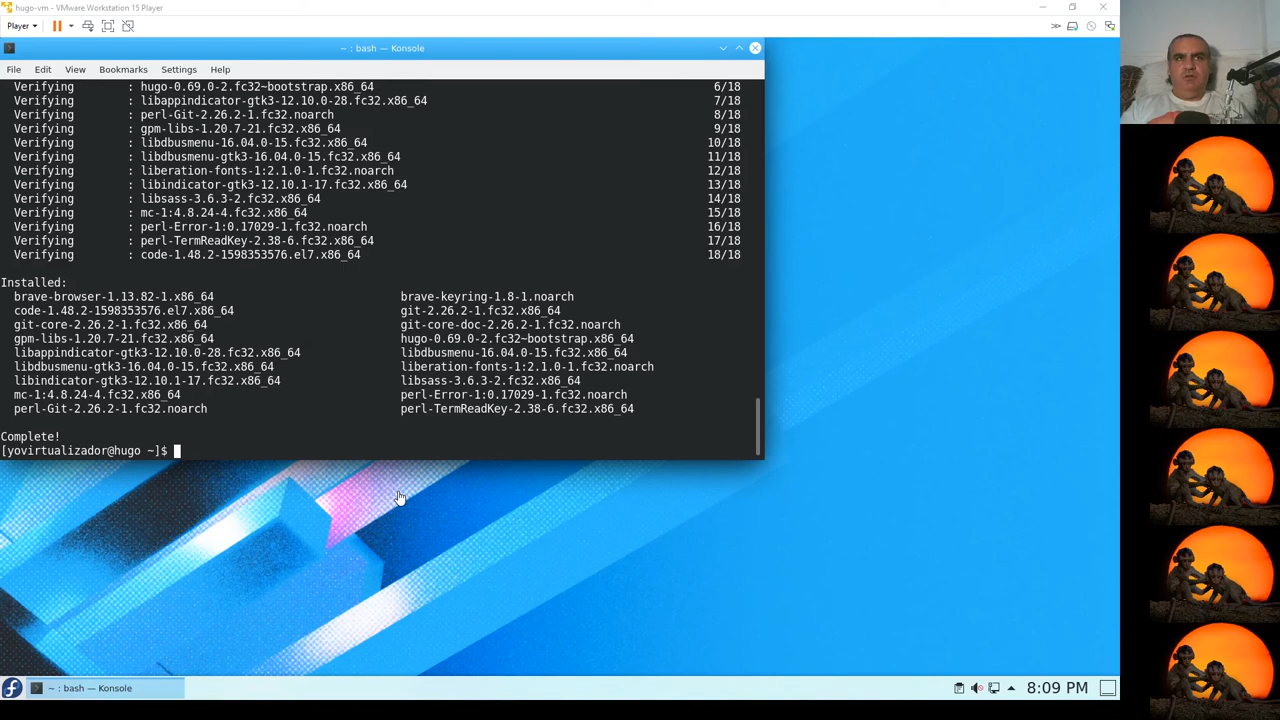 hugo-vm - VMware Workstation 15 Player
Player
~ : bash — Konsole
File Edit View Bookmarks Settings Help
Verifying : hugo-0.69.0-2.fc32~bootstrap.x86_64 6/18
Verifying : libappindicator-gtk3-12.10.0-28.fc32.x86_64 7/18
Verifying : perl-Git-2.26.2-1.fc32.noarch 8/18
Verifying : gpm-libs-1.20.7-21.fc32.x86_64 9/18
Verifying : libdbusmenu-16.04.0-15.fc32.x86_64 10/18
Verifying : libdbusmenu-gtk3-16.04.0-15.fc32.x86_64 11/18
Verifying : liberation-fonts-1:2.1.0-1.fc32.noarch 12/18
Verifying : libindicator-gtk3-12.10.1-17.fc32.x86_64 13/18
Verifying : libsass-3.6.3-2.fc32.x86_64 14/18
Verifying : mc-1:4.8.24-4.fc32.x86_64 15/18
Verifying : perl-Error-1:0.17029-1.fc32.noarch 16/18
Verifying : perl-TermReadKey-2.38-6.fc32.x86_64 17/18
Verifying : code-1.48.2-1598353576.el7.x86_64 18/18
Installed:
brave-browser-1.13.82-1.x86_64 brave-keyring-1.8-1.noarch
code-1.48.2-1598353576.el7.x86_64 git-2.26.2-1.fc32.x86_64
git-core-2.26.2-1.fc32.x86_64 git-core-doc-2.26.2-1.fc32.noarch
gpm-libs-1.20.7-21.fc32.x86_64 hugo-0.69.0-2.fc32~bootstrap.x86_64
libappindicator-gtk3-12.10.0-28.fc32.x86_64 libdbusmenu-16.04.0-15.fc32.x86_64
libdbusmenu-gtk3-16.04.0-15.fc32.x86_64 liberation-fonts-1:2.1.0-1.fc32.noarch
libindicator-gtk3-12.10.1-17.fc32.x86_64 libsass-3.6.3-2.fc32.x86_64
mc-1:4.8.24-4.fc32.x86_64 perl-Error-1:0.17029-1.fc32.noarch
perl-Git-2.26.2-1.fc32.noarch perl-TermReadKey-2.38-6.fc32.x86_64
Complete!
[yovirtualizador@hugo ~]$
~ : bash — Konsole
8:09 PM